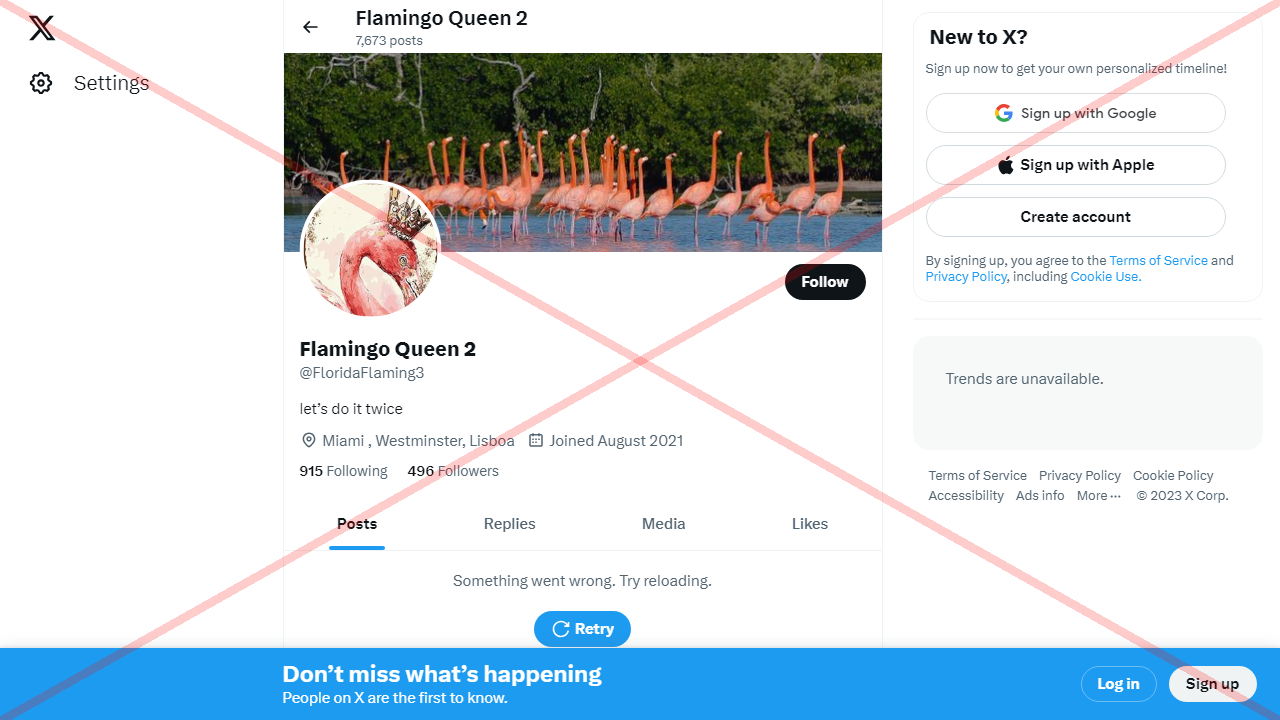 Settings
Flamingo Queen 2
7,673 posts
Follow
Flamingo Queen 2
@FloridaFlaming3
let’s do it twice
Miami , Westminster, Lisboa Joined August 2021
915 Following 496 Followers
Posts Replies Media Likes
Something went wrong. Try reloading.
Retry
New to X?
Sign up now to get your own personalized timeline!
Sign up with Google
Sign up with Apple
Create account
By signing up, you agree to the Terms of Service and
Privacy Policy, including Cookie Use.
Trends are unavailable.
Terms of Service Privacy Policy Cookie Policy
Accessibility Ads info More ··· © 2023 X Corp.
Don’t miss what’s happening
People on X are the first to know.
Log in Sign up